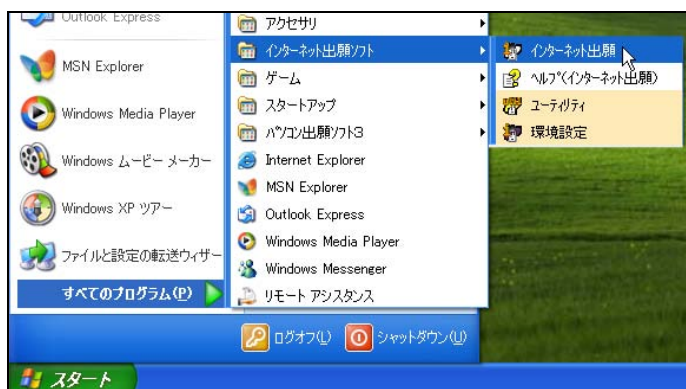 Outlook Express
MSN Explorer
Windows Media Player
Windows ムービー メーカー
Windows XP ツアー
ファイルと設定の転送ウィザー
すべてのプログラム(P)
アクセサリ
インターネット出願ソフト
ゲーム
スタートアップ
パソコン出願ソフト3
Internet Explorer
MSN Explorer
Outlook Express
Windows Media Player
Windows Messenger
リモート アシスタンス
インターネット出願
ヘルプ(インターネット出願)
ユーティリティ
環境設定
ログオフ(L)
シャットダウン(U)
スタート